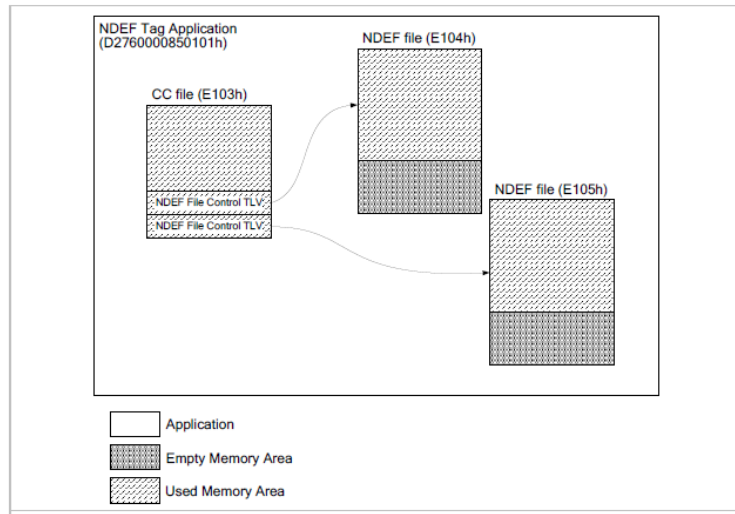 NDEF Tag Application
(D2760000850101h)
NDEF file (E104h)
CC file (E103h)
NDEF File Control TLV
NDEF File Control TLV
NDEF file (E105h)
Application
Empty Memory Area
Used Memory Area